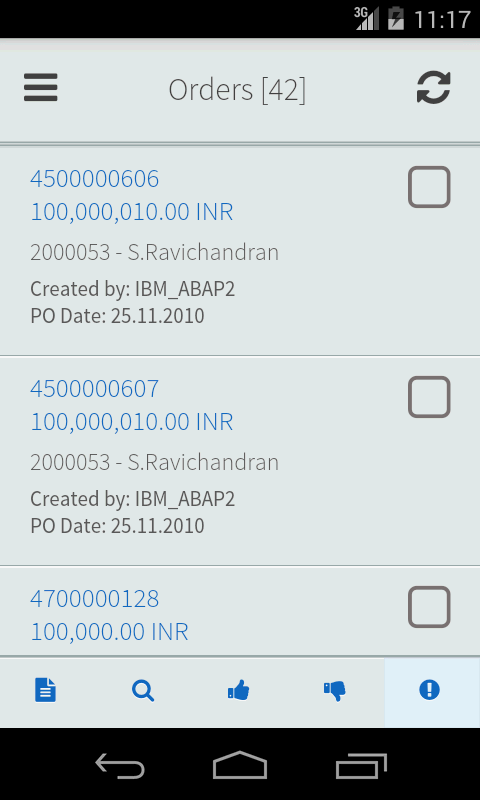 3G 11:17
Orders [42]
4500000606
100,000,010.00 INR
2000053 - S.Ravichandran
Created by: IBM_ABAP2
PO Date: 25.11.2010
4500000607
100,000,010.00 INR
2000053 - S.Ravichandran
Created by: IBM_ABAP2
PO Date: 25.11.2010
4700000128
100,000.00 INR